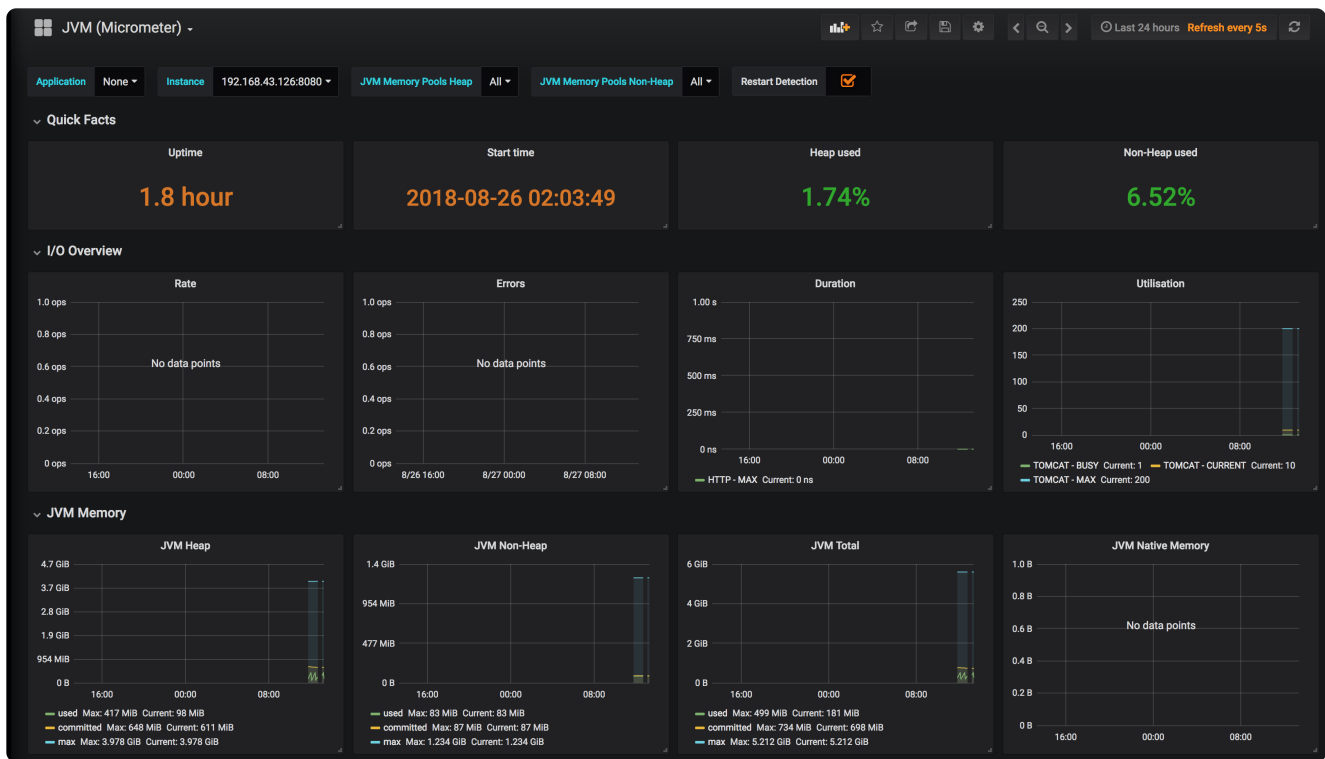 JVM (Micrometer)
Last 24 hours Refresh every 5s
Application None Instance 192.168.43.126:8080 JVM Memory Pools Heap All JVM Memory Pools Non-Heap All Restart Detection
Quick Facts
Uptime
1.8 hour
Start time
2018-08-26 02:03:49
Heap used
1.74%
Non-Heap used
6.52%
I/O Overview
Rate
1.0 ops
0.8 ops
0.6 ops
0.4 ops
0.2 ops
0 ops
No data points
16:00 00:00 08:00
Errors
1.0 ops
0.8 ops
0.6 ops
0.4 ops
0.2 ops
0 ops
No data points
8/26 16:00 8/27 00:00 8/27 08:00
Duration
1.00 s
750 ms
500 ms
250 ms
0 ns
16:00 00:00 08:00
HTTP - MAX Current: 0 ns
Utilisation
250
200
150
100
50
0
16:00 00:00 08:00
TOMCAT - BUSY Current: 1 TOMCAT - CURRENT Current: 10
TOMCAT - MAX Current: 200
JVM Memory
JVM Heap
4.7 GiB
3.7 GiB
2.8 GiB
1.9 GiB
954 MiB
0 B
16:00 00:00 08:00
used Max: 417 MiB Current: 98 MiB
committed Max: 648 MiB Current: 611 MiB
max Max: 3.978 GiB Current: 3.978 GiB
JVM Non-Heap
1.4 GiB
954 MiB
477 MiB
0 B
16:00 00:00 08:00
used Max: 83 MiB Current: 83 MiB
committed Max: 87 MiB Current: 87 MiB
max Max: 1.234 GiB Current: 1.234 GiB
JVM Total
6 GiB
4 GiB
2 GiB
0 B
16:00 00:00 08:00
used Max: 499 MiB Current: 181 MiB
committed Max: 734 MiB Current: 698 MiB
max Max: 5.212 GiB Current: 5.212 GiB
JVM Native Memory
1.0 B
0.8 B
0.6 B
0.4 B
0.2 B
0 B
No data points
16:00 00:00 08:00